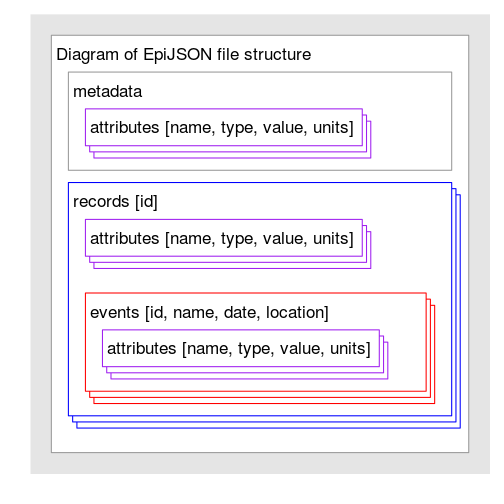 Diagram of EpiJSON file structure
metadata
attributes [name, type, value, units]
records [id]
attributes [name, type, value, units]
events [id, name, date, location]
attributes [name, type, value, units]